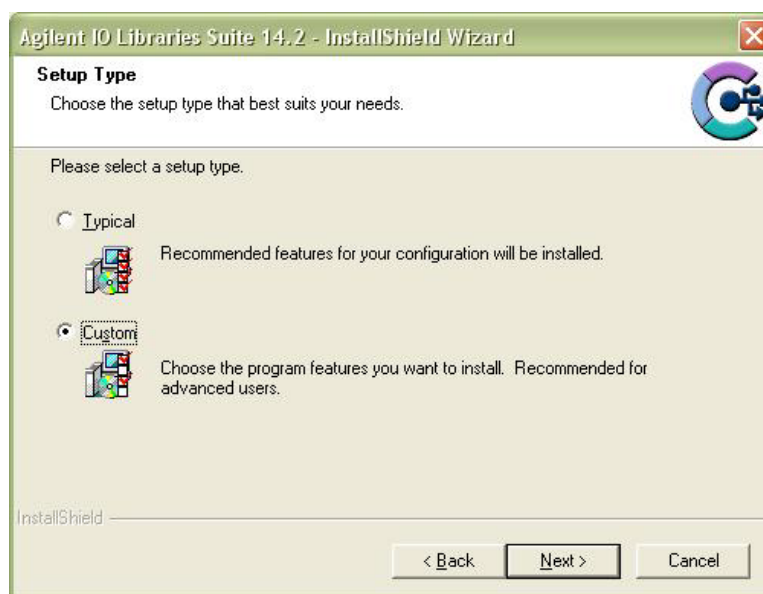 Agilent IO Libraries Suite 14.2 - InstallShield Wizard
Setup Type
Choose the setup type that best suits your needs.
Please select a setup type.
Typical
Recommended features for your configuration will be installed.
Custom
Choose the program features you want to install. Recommended for
advanced users.
InstallShield
< Back Next > Cancel